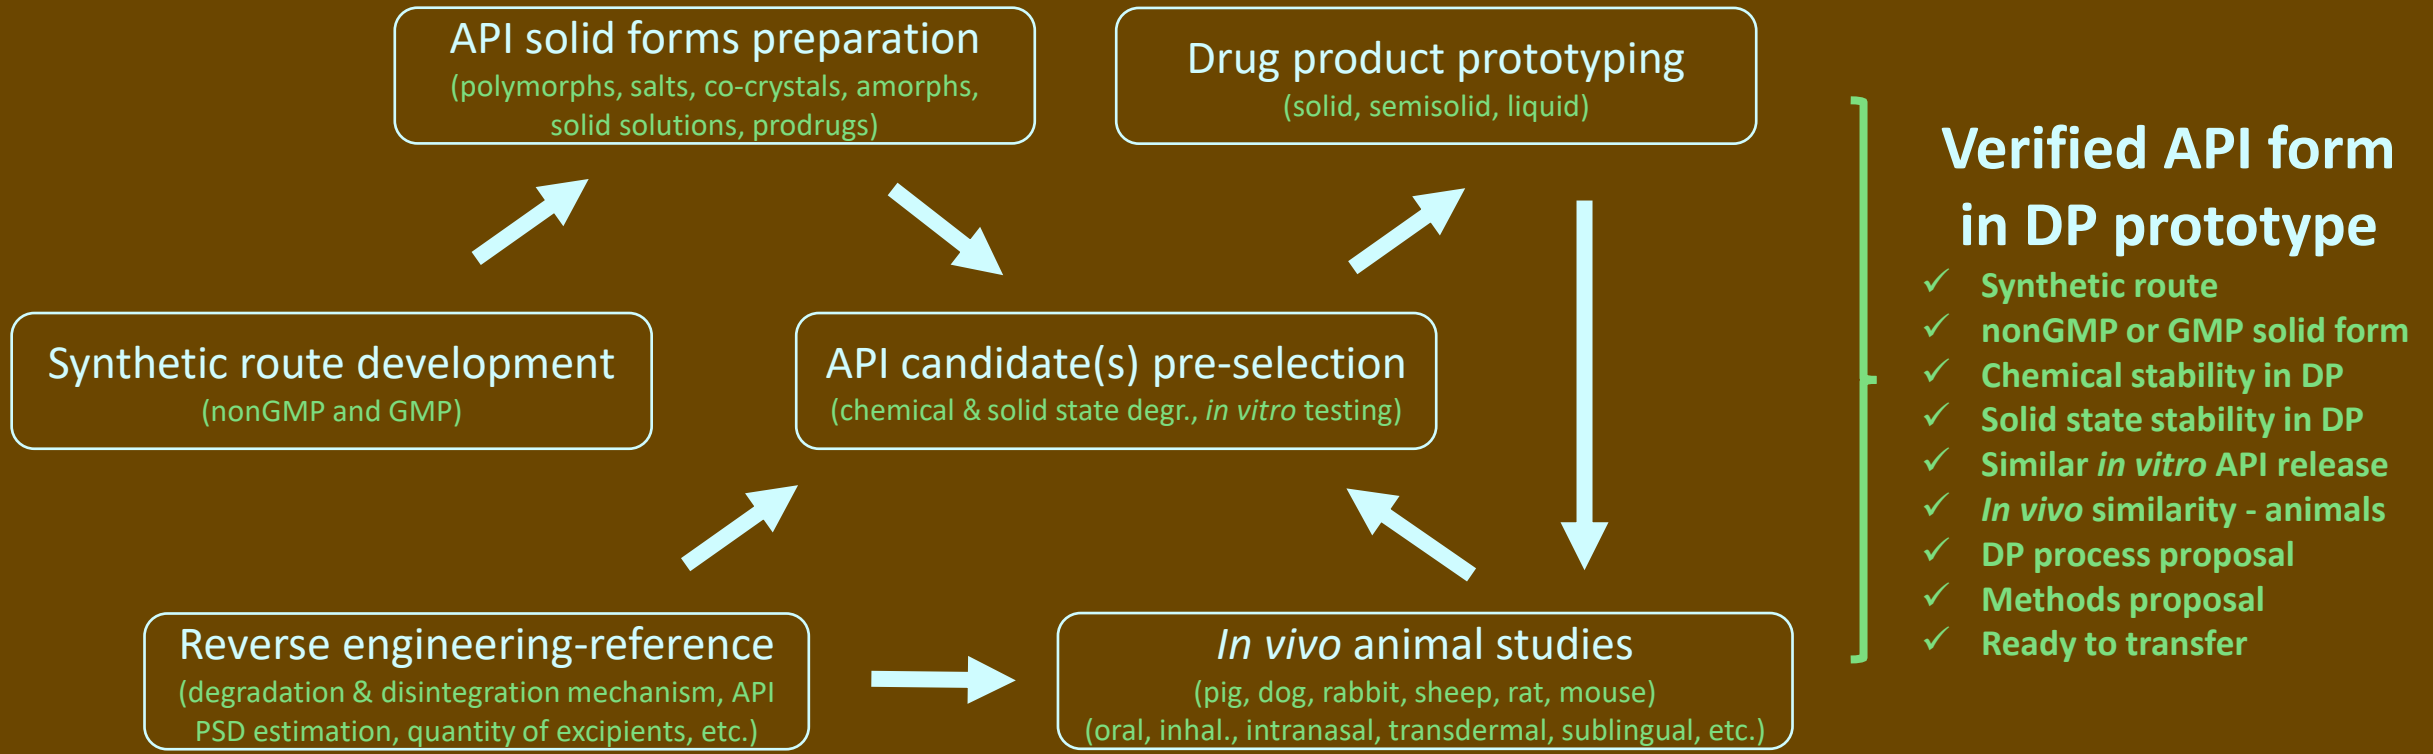 API solid forms preparation
(polymorphs, salts, co-crystals, amorphs,
solid solutions, prodrugs)
Drug product prototyping
(solid, semisolid, liquid)
Synthetic route development
(nonGMP and GMP)
API candidate(s) pre-selection
(chemical & solid state degr., in vitro testing)
Reverse engineering-reference
(degradation & disintegration mechanism, API
PSD estimation, quantity of excipients, etc.)
In vivo animal studies
(pig, dog, rabbit, sheep, rat, mouse)
(oral, inhal., intranasal, transdermal, sublingual, etc.)
Verified API form
in DP prototype
✓ Synthetic route
✓ nonGMP or GMP solid form
✓ Chemical stability in DP
✓ Solid state stability in DP
✓ Similar in vitro API release
✓ In vivo similarity - animals
✓ DP process proposal
✓ Methods proposal
✓ Ready to transfer